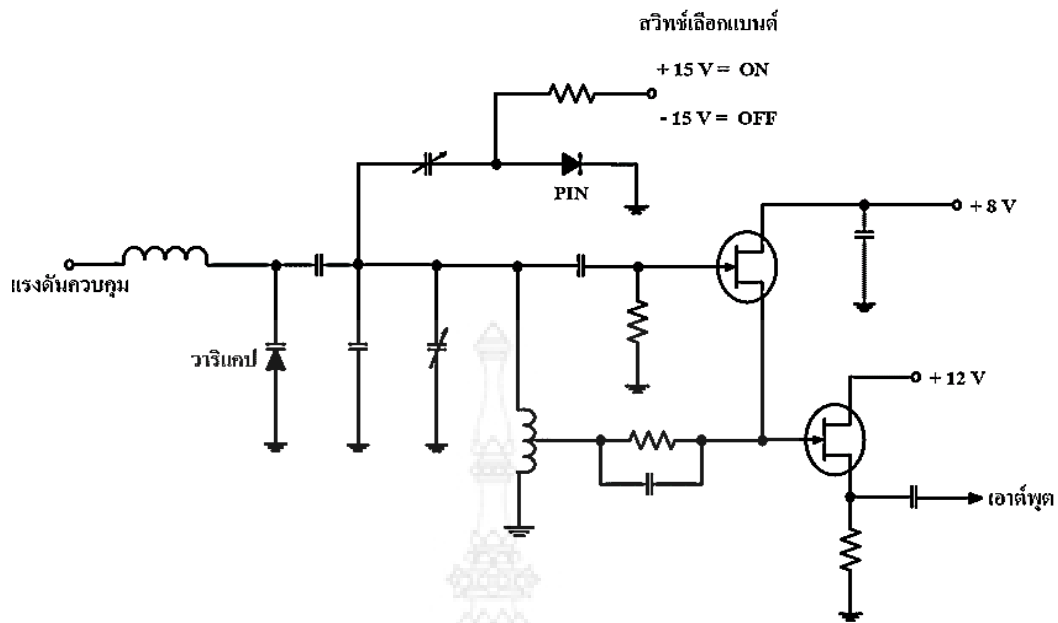 สวิทช์เลือกแบนด์
+ 15 V = ON
- 15 V = OFF
PIN
+ 8 V
แรงดันควบคุม
วาริแคป
+ 12 V
เอาต์พุต